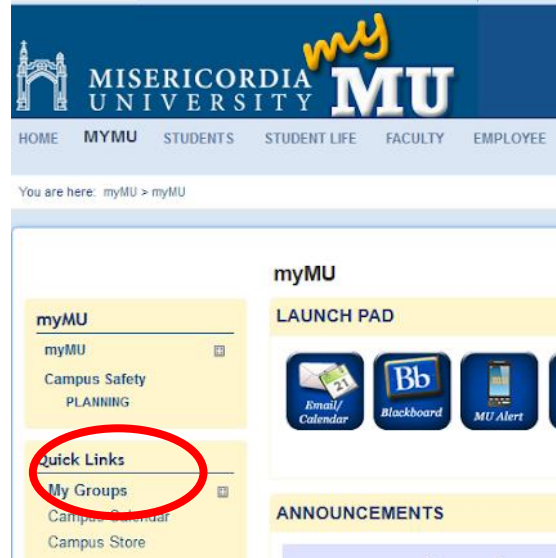 my
MISERICORDIA
UNIVERSITY
MU
HOME MYMU STUDENTS STUDENT LIFE FACULTY EMPLOYEE
You are here: myMU > myMU
myMU
LAUNCH PAD
myMU
myMU
Campus Safety
PLANNING
Email/
Calendar
21
Bb
Blackboard
MU Alert
Quick Links
My Groups
Campus Calendar
Campus Store
ANNOUNCEMENTS